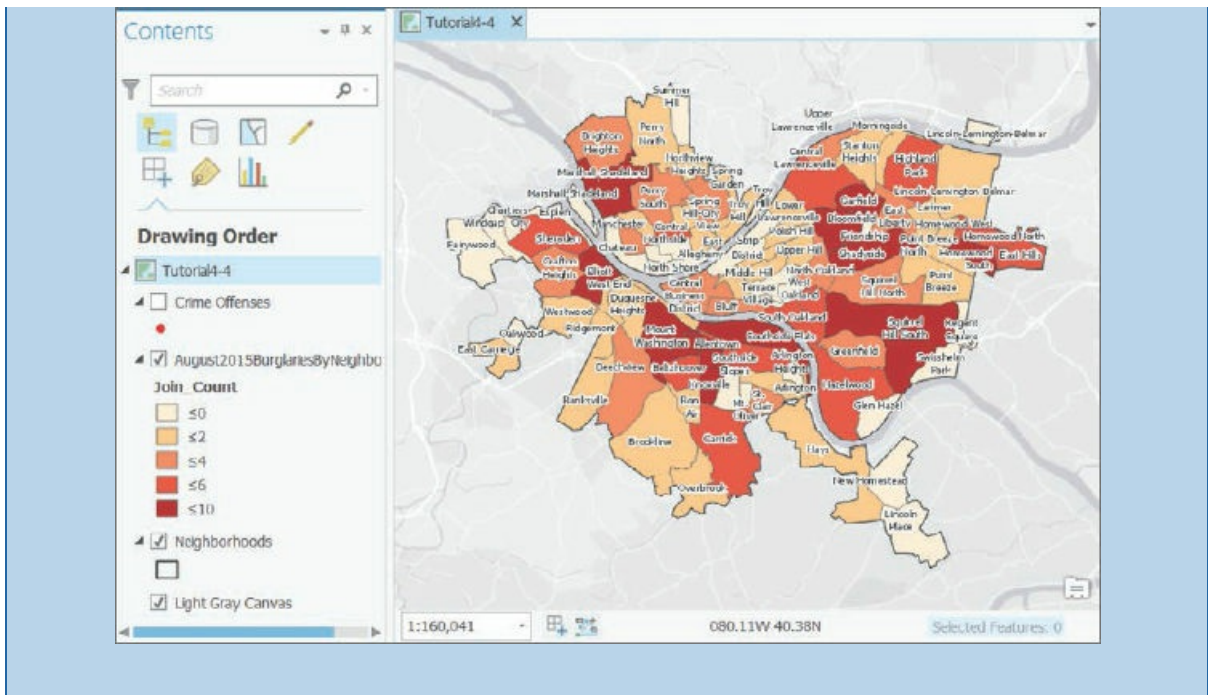 Contents
Search
Drawing Order
Tutorial4-4
Crime Offenses
August2015BurglariesByNeighbo
Join_Count
≤0
≤2
≤4
≤6
≤10
Neighborhoods
Light Gray Canvas
Tutorial4-4
Summer
Hill
Upper
Lawrenceville
Morningside
Lincoln-Lemington-Belmar
Brighton
Heights
Perry
North
Central
Lawrenceville
Stanton
Heights
Highland
Park
Northview
Heights
Spring
Garden
Troy
Hill
Marshall-Shadeland
Marshall-Shadeland
Perry
South
Spring
Hill-City
View
Troy
Hill
Lower
Lawrenceville
Garfield
Lincoln-Lemington-Belmar
East
Liberty
Larimer
Esplen
Windgap
Fairywood
Sheraden
Manchester
Central
Northside
East
Allegheny
Strip
District
Polish Hill
Bloomfield
Friendship
Homewood West
Homewood North
Point Breeze
North
Homewood
South
East Hills
Chateau
North Shore
Upper Hill
Shadyside
Crafton
Heights
Elliott
West End
Middle Hill
North Oakland
Point
Breeze
Central
Business
District
Bluff
Terrace
Village
West
Oakland
Squirrel
Hill North
Westwood
Duquesne
Heights
South Oakland
Oakwood
Ridgemont
Mount
Washington
Allentown
Southside Flats
Squirrel
Hill South
Regent
Square
East Carnegie
Beechview
Beltzhoover
Southside
Slopes
Arlington
Heights
Greenfield
Swisshelm
Park
Knoxville
Arlington
Hazelwood
Banksville
Bon
Air
Mt.
Oliver
St.
Clair
Glen Hazel
Brookline
Carrick
Hays
Overbrook
New Homestead
Lincoln
Place
1:160,041
080.11W 40.38N
Selected Features: 0